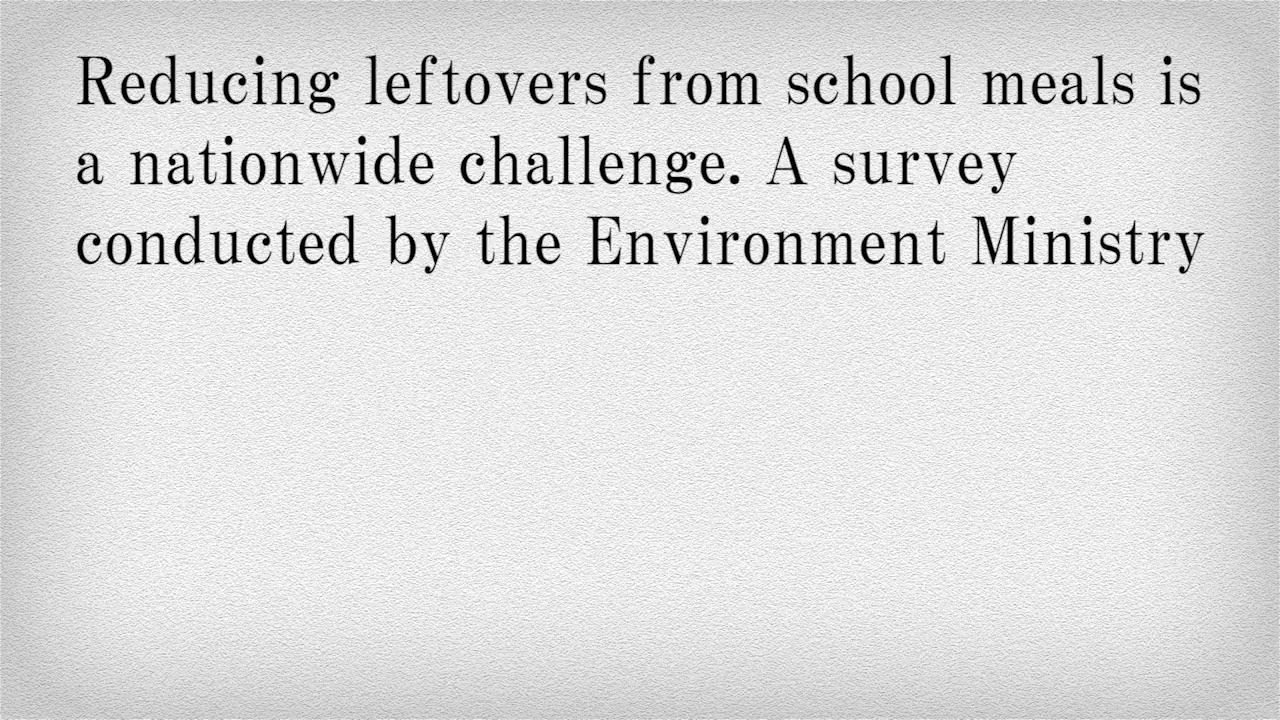 Reducing leftovers from school meals is
a nationwide challenge. A survey
conducted by the Environment Ministry